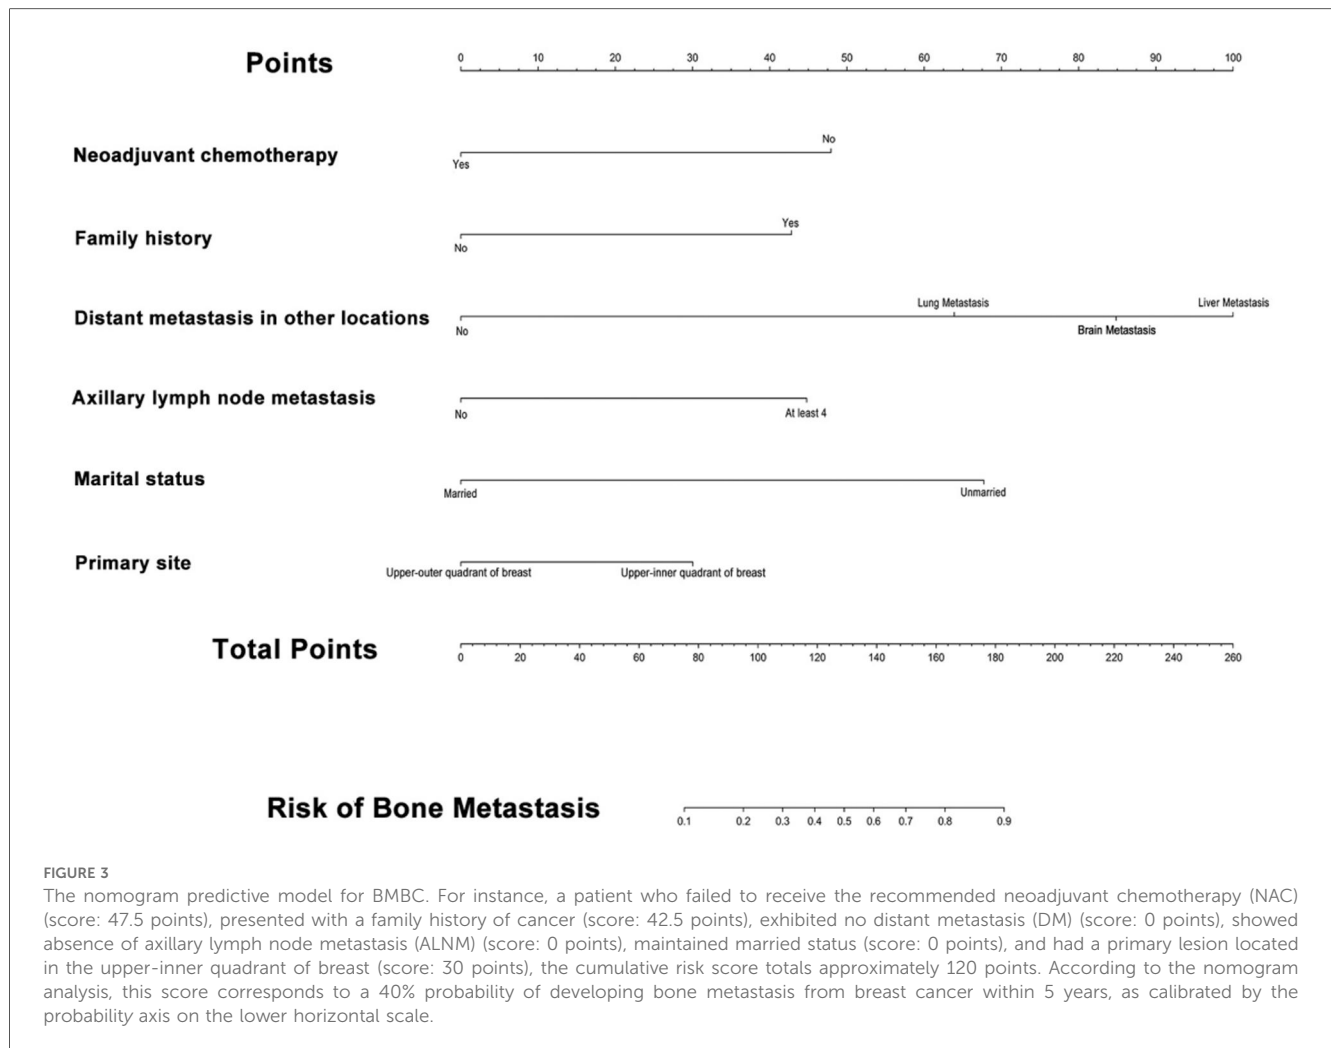 Points
0 10 20 30 40 50 60 70 80 90 100
No
Neoadjuvant chemotherapy
Yes
Yes
Family history
No
Lung Metastasis Liver Metastasis
Distant metastasis in other locations
No Brain Metastasis
Axillary lymph node metastasis
No At least 4
Marital status
Married Unmarried
Primary site
Upper-outer quadrant of breast Upper-inner quadrant of breast
Total Points
0 20 40 60 80 100 120 140 160 180 200 220 240 260
Risk of Bone Metastasis
0.1 0.2 0.3 0.4 0.5 0.6 0.7 0.8 0.9
FIGURE 3
The nomogram predictive model for BMBC. For instance, a patient who failed to receive the recommended neoadjuvant chemotherapy (NAC)
(score: 47.5 points), presented with a family history of cancer (score: 42.5 points), exhibited no distant metastasis (DM) (score: 0 points), showed
absence of axillary lymph node metastasis (ALNM) (score: 0 points), maintained married status (score: 0 points), and had a primary lesion located
in the upper-inner quadrant of breast (score: 30 points), the cumulative risk score totals approximately 120 points. According to the nomogram
analysis, this score corresponds to a 40% probability of developing bone metastasis from breast cancer within 5 years, as calibrated by the
probability axis on the lower horizontal scale.